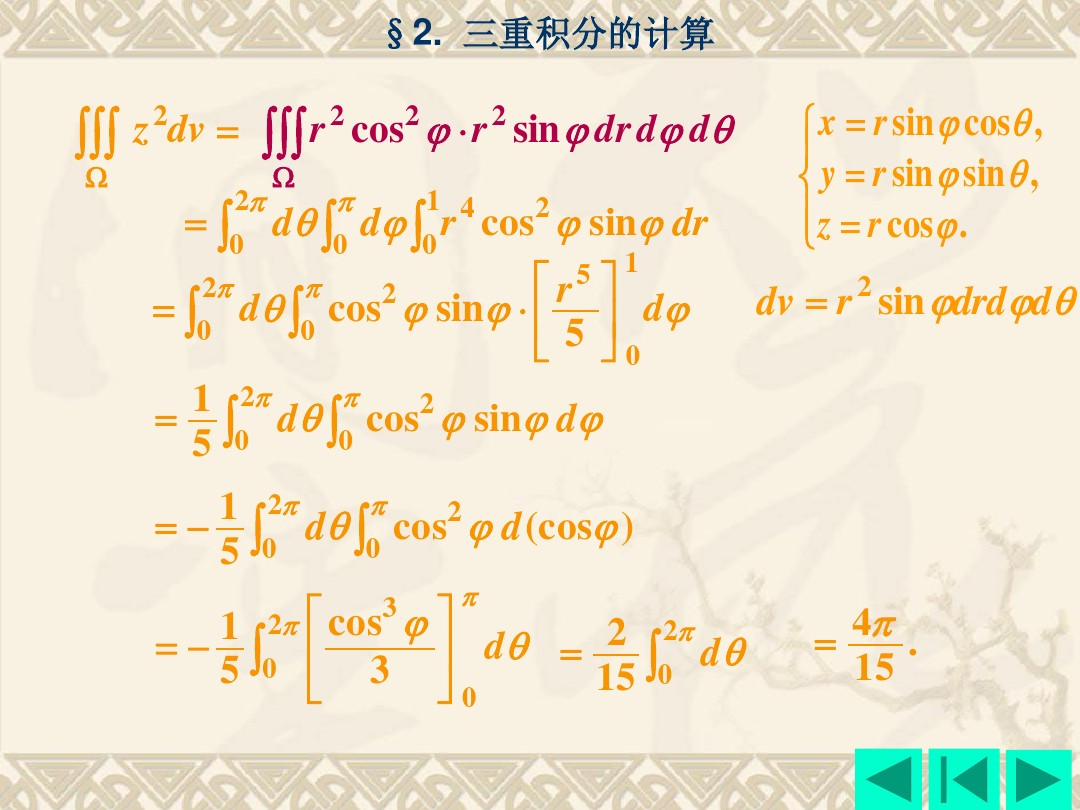 §2. 三重积分的计算
∭_Ω z²dv = ∭_Ω r² cos² φ · r² sin φ dr dφ dθ
{ x = r sin φ cos θ,
y = r sin φ sin θ,
z = r cos φ.
= ∫₀^{2π} dθ ∫₀^{π} dφ ∫₀^{1} r⁴ cos² φ sin φ dr
= ∫₀^{2π} dθ ∫₀^{π} cos² φ sin φ · [r⁵/5]₀^{1} dφ
dv = r² sin φdrdφdθ
= 1/5 ∫₀^{2π} dθ ∫₀^{π} cos² φ sin φ dφ
= −1/5 ∫₀^{2π} dθ ∫₀^{π} cos² φ d(cos φ)
= −1/5 ∫₀^{2π} [cos³ φ/3]₀^{π} dθ = 2/15 ∫₀^{2π} dθ = 4π/15 .